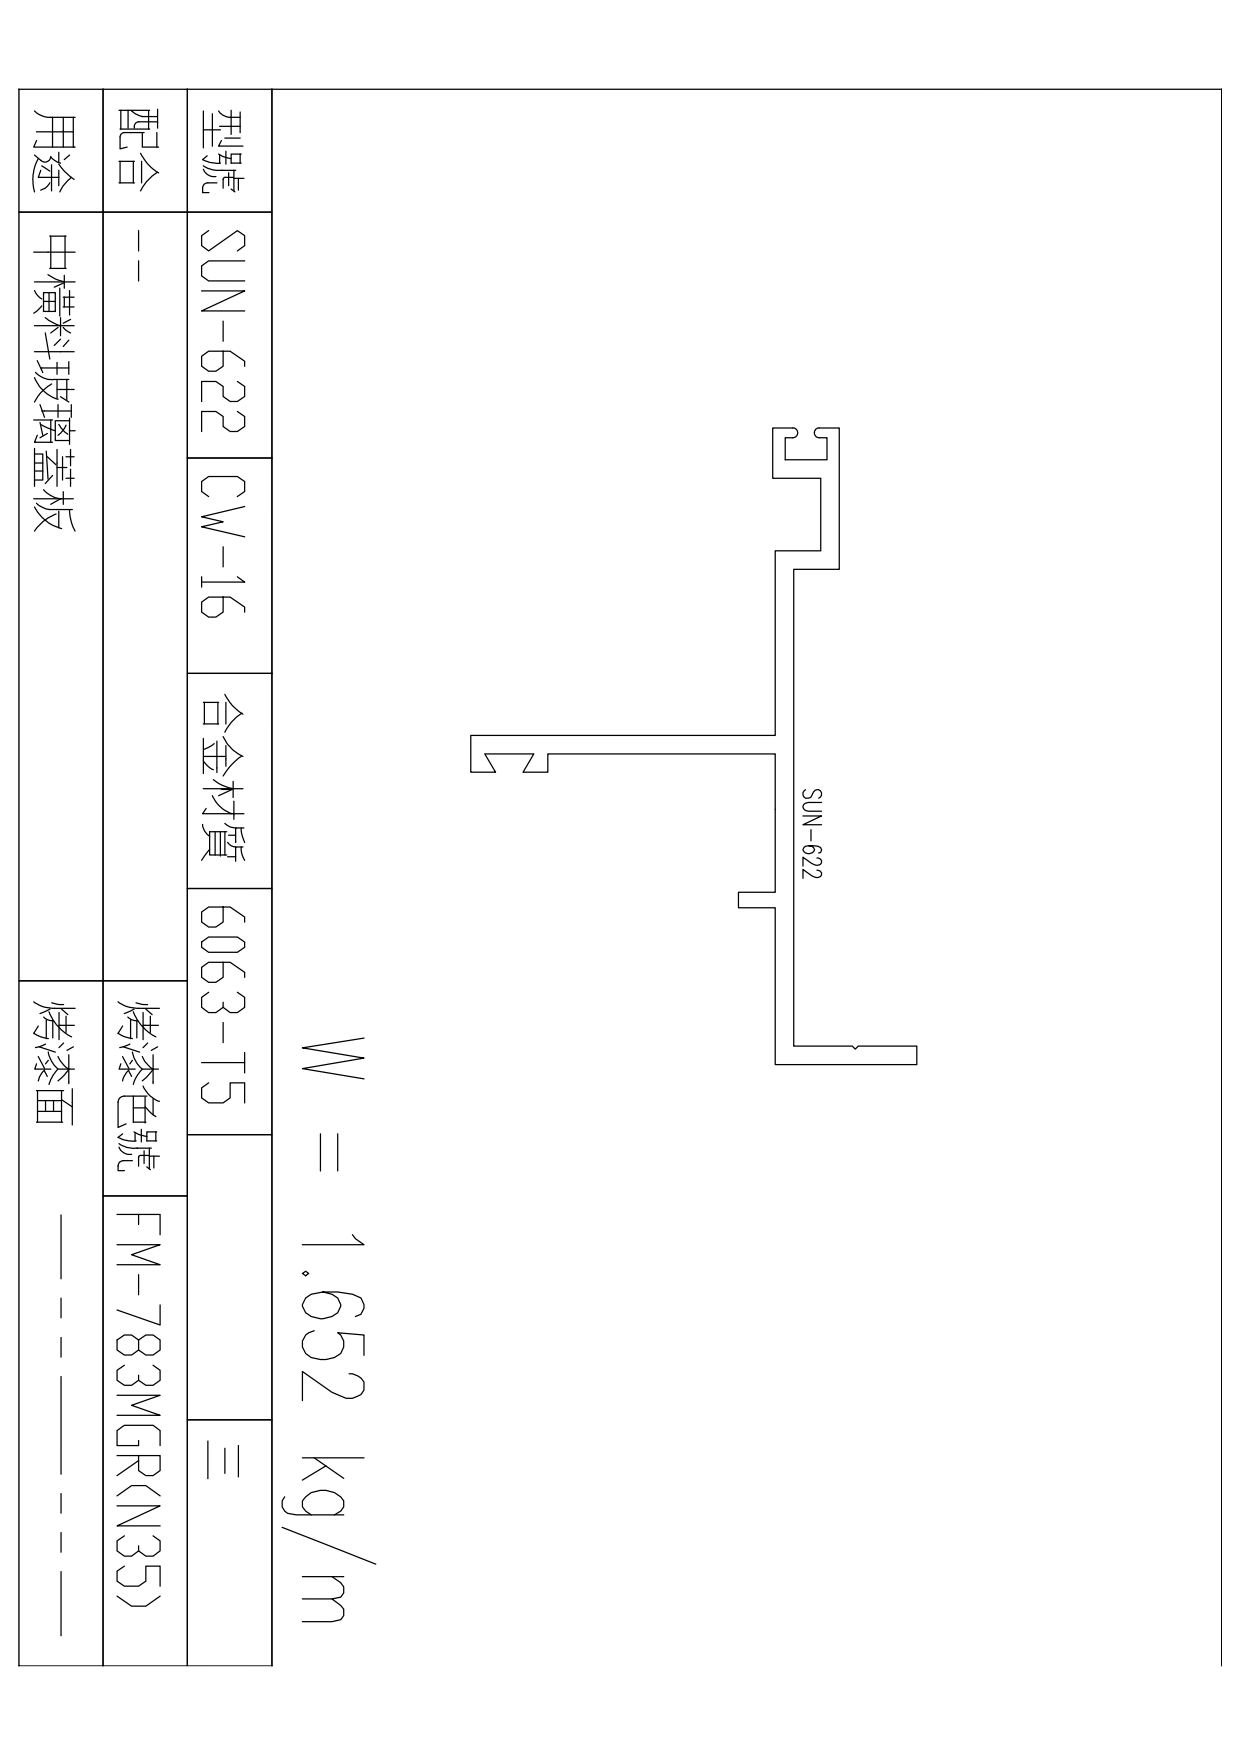 SUN-622
W = 1.652 kg/m
型號 SUN-622 CW-16 合金材質 6063-T5 三
配合 -- 烤漆色號 FM-783MGR(N35)
用途 中橫料玻璃蓋板 烤漆面